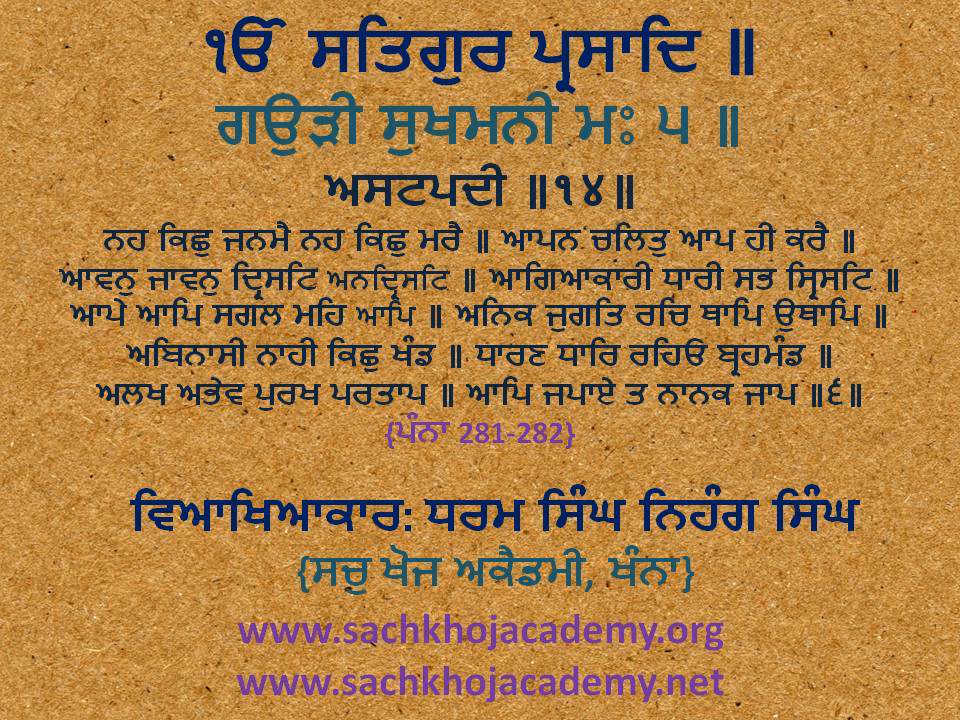 ੴ ਸਤਿਗੁਰ ਪ੍ਰਸਾਦਿ ॥
ਗਉੜੀ ਸੁਖਮਨੀ ਮਃ ੫ ॥
ਅਸਟਪਦੀ ॥੧੪॥
ਨਹ ਕਿਛੁ ਜਨਮੈ ਨਹ ਕਿਛੁ ਮਰੈ ॥ ਆਪਨ ਚਲਿਤੁ ਆਪ ਹੀ ਕਰੈ ॥
ਆਵਨੁ ਜਾਵਨੁ ਦ੍ਰਿਸਟਿ ਅਨਦ੍ਰਿਸਟਿ ॥ ਆਗਿਆਕਾਰੀ ਧਾਰੀ ਸਭ ਸ੍ਰਿਸਟਿ ॥
ਆਪੇ ਆਪਿ ਸਗਲ ਮਹਿ ਆਪਿ ॥ ਅਨਿਕ ਜੁਗਤਿ ਰਚਿ ਥਾਪਿ ਉਥਾਪਿ ॥
ਅਬਿਨਾਸੀ ਨਾਹੀ ਕਿਛੁ ਖੰਡ ॥ ਧਾਰਣ ਧਾਰਿ ਰਹਿਓ ਬ੍ਰਹਮੰਡ ॥
ਅਲਖ ਅਭੇਵ ਪੁਰਖ ਪਰਤਾਪ ॥ ਆਪਿ ਜਪਾਏ ਤ ਨਾਨਕ ਜਾਪ ॥੬॥
{ਪੰਨਾ 281-282}
ਵਿਆਖਿਆਕਾਰ: ਧਰਮ ਸਿੰਘ ਨਿਹੰਗ ਸਿੰਘ
{ਸਚੁ ਖੋਜ ਅਕੈਡਮੀ, ਖੰਨਾ}
www.sachkhojacademy.org
www.sachkhojacademy.net